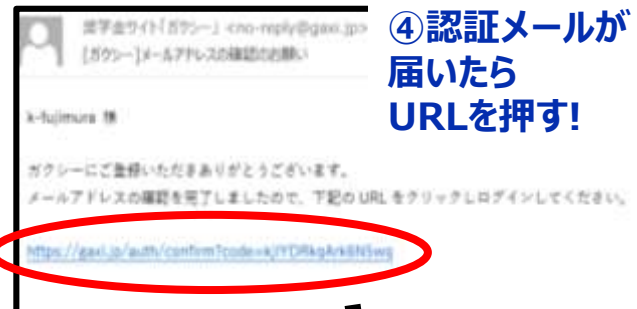 奨学金サイト「ガクシー」 <no-reply@gaxi.jp>
[ガクシー]メールアドレスの確認のお願い
④認証メールが
届いたら
URLを押す!
k-fujimura 様
ガクシーにご登録いただきありがとうございます。
メールアドレスの確認を完了しましたので、下記の URL をクリックしログインしてください。
https://gaxi.jp/auth/confirm?code=